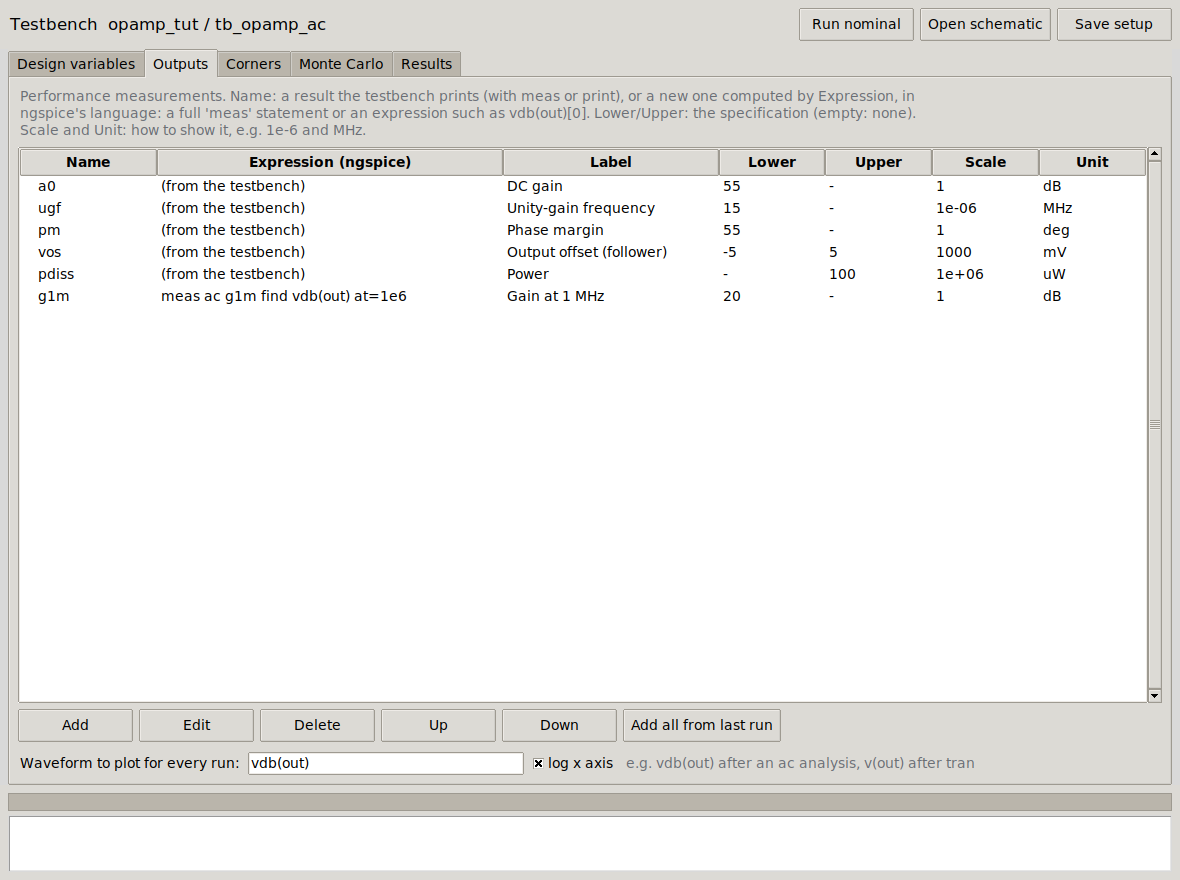 Testbench opamp_tut / tb_opamp_ac
Run nominal Open schematic Save setup
Design variables Outputs Corners Monte Carlo Results
Performance measurements. Name: a result the testbench prints (with meas or print), or a new one computed by Expression, in
ngspice's language: a full 'meas' statement or an expression such as vdb(out)[0]. Lower/Upper: the specification (empty: none).
Scale and Unit: how to show it, e.g. 1e-6 and MHz.
Name Expression (ngspice) Label Lower Upper Scale Unit
a0 (from the testbench) DC gain 55 - 1 dB
ugf (from the testbench) Unity-gain frequency 15 - 1e-06 MHz
pm (from the testbench) Phase margin 55 - 1 deg
vos (from the testbench) Output offset (follower) -5 5 1000 mV
pdiss (from the testbench) Power - 100 1e+06 uW
g1m meas ac g1m find vdb(out) at=1e6 Gain at 1 MHz 20 - 1 dB
Add Edit Delete Up Down Add all from last run
Waveform to plot for every run: vdb(out) log x axis e.g. vdb(out) after an ac analysis, v(out) after tran